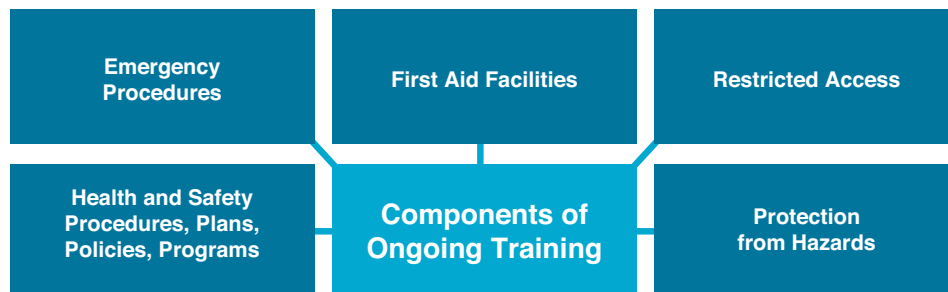 Emergency
Procedures
First Aid Facilities
Restricted Access
Health and Safety
Procedures, Plans,
Policies, Programs
Components of
Ongoing Training
Protection
from Hazards